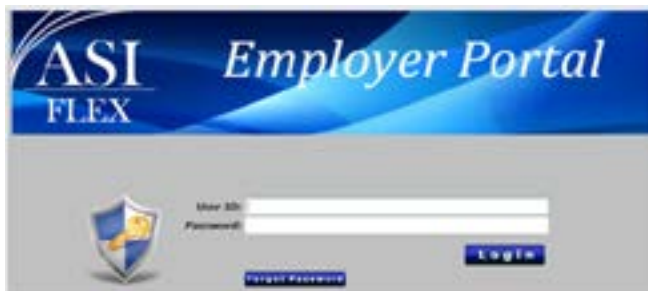 ASI
FLEX
Employer Portal
User ID:
Password:
Login
Forgot Password